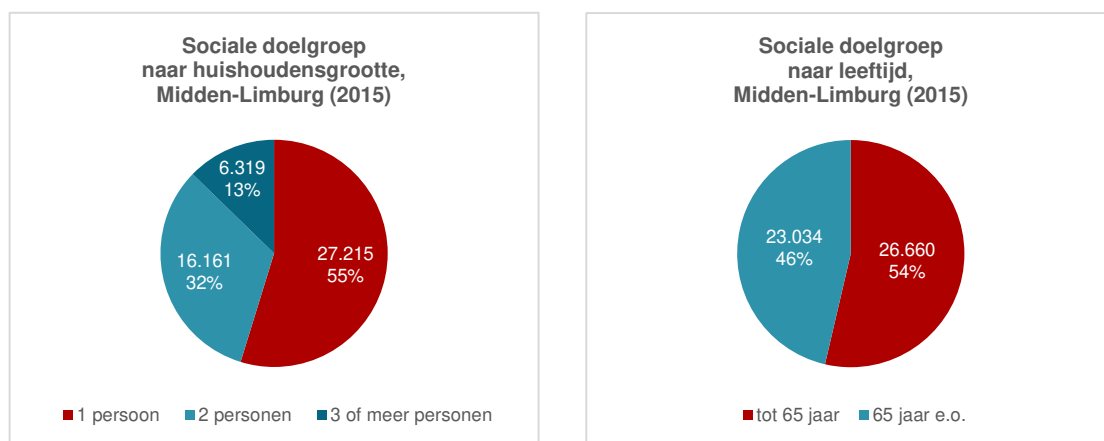 Sociale doelgroep
naar huishoudensgrootte,
Midden-Limburg (2015)
6.319
13%
16.161
32%
27.215
55%
1 persoon 2 personen 3 of meer personen
Sociale doelgroep
naar leeftijd,
Midden-Limburg (2015)
23.034
46%
26.660
54%
tot 65 jaar 65 jaar e.o.